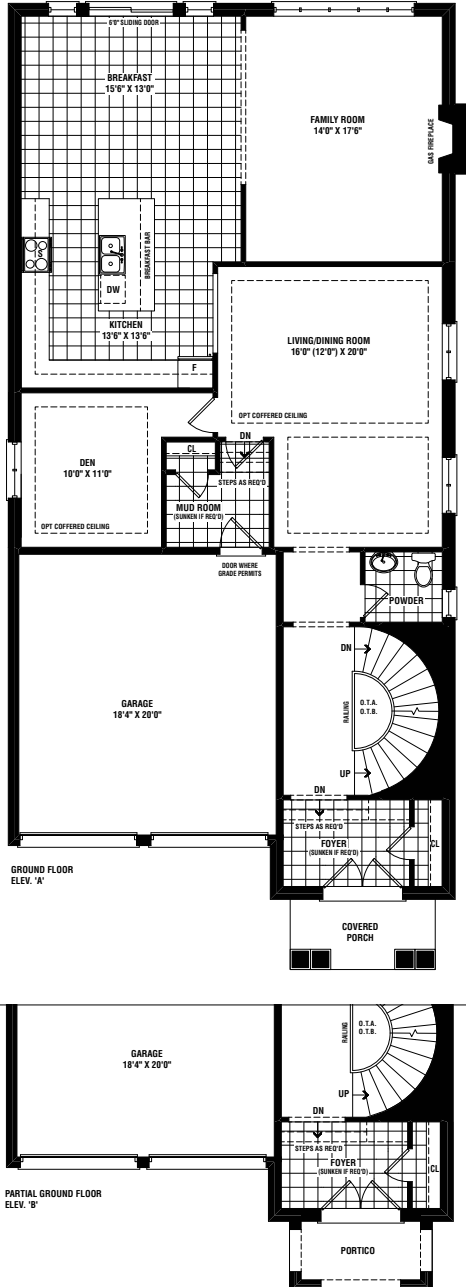 6'0" SLIDING DOOR
BREAKFAST
15'6" X 13'0"
FAMILY ROOM
14'0" X 17'6"
GAS FIREPLACE
BREAKFAST BAR
DW
KITCHEN
13'6" X 13'6"
F
LIVING/DINING ROOM
16'0" (12'0") X 20'0"
OPT COFFERED CEILING
DN
CL
STEPS AS REQ'D
DEN
10'0" X 11'0"
OPT COFFERED CEILING
MUD ROOM
(SUNKEN IF REQ'D)
DOOR WHERE
GRADE PERMITS
POWDER
DN
GARAGE
18'4" X 20'0"
RAILING
O.T.A.
O.T.B.
UP
DN
STEPS AS REQ'D
FOYER
(SUNKEN IF REQ'D)
CL
GROUND FLOOR
ELEV. 'A'
COVERED
PORCH
GARAGE
18'4" X 20'0"
RAILING
O.T.A.
O.T.B.
UP
DN
STEPS AS REQ'D
FOYER
(SUNKEN IF REQ'D)
CL
PARTIAL GROUND FLOOR
ELEV. 'B'
PORTICO